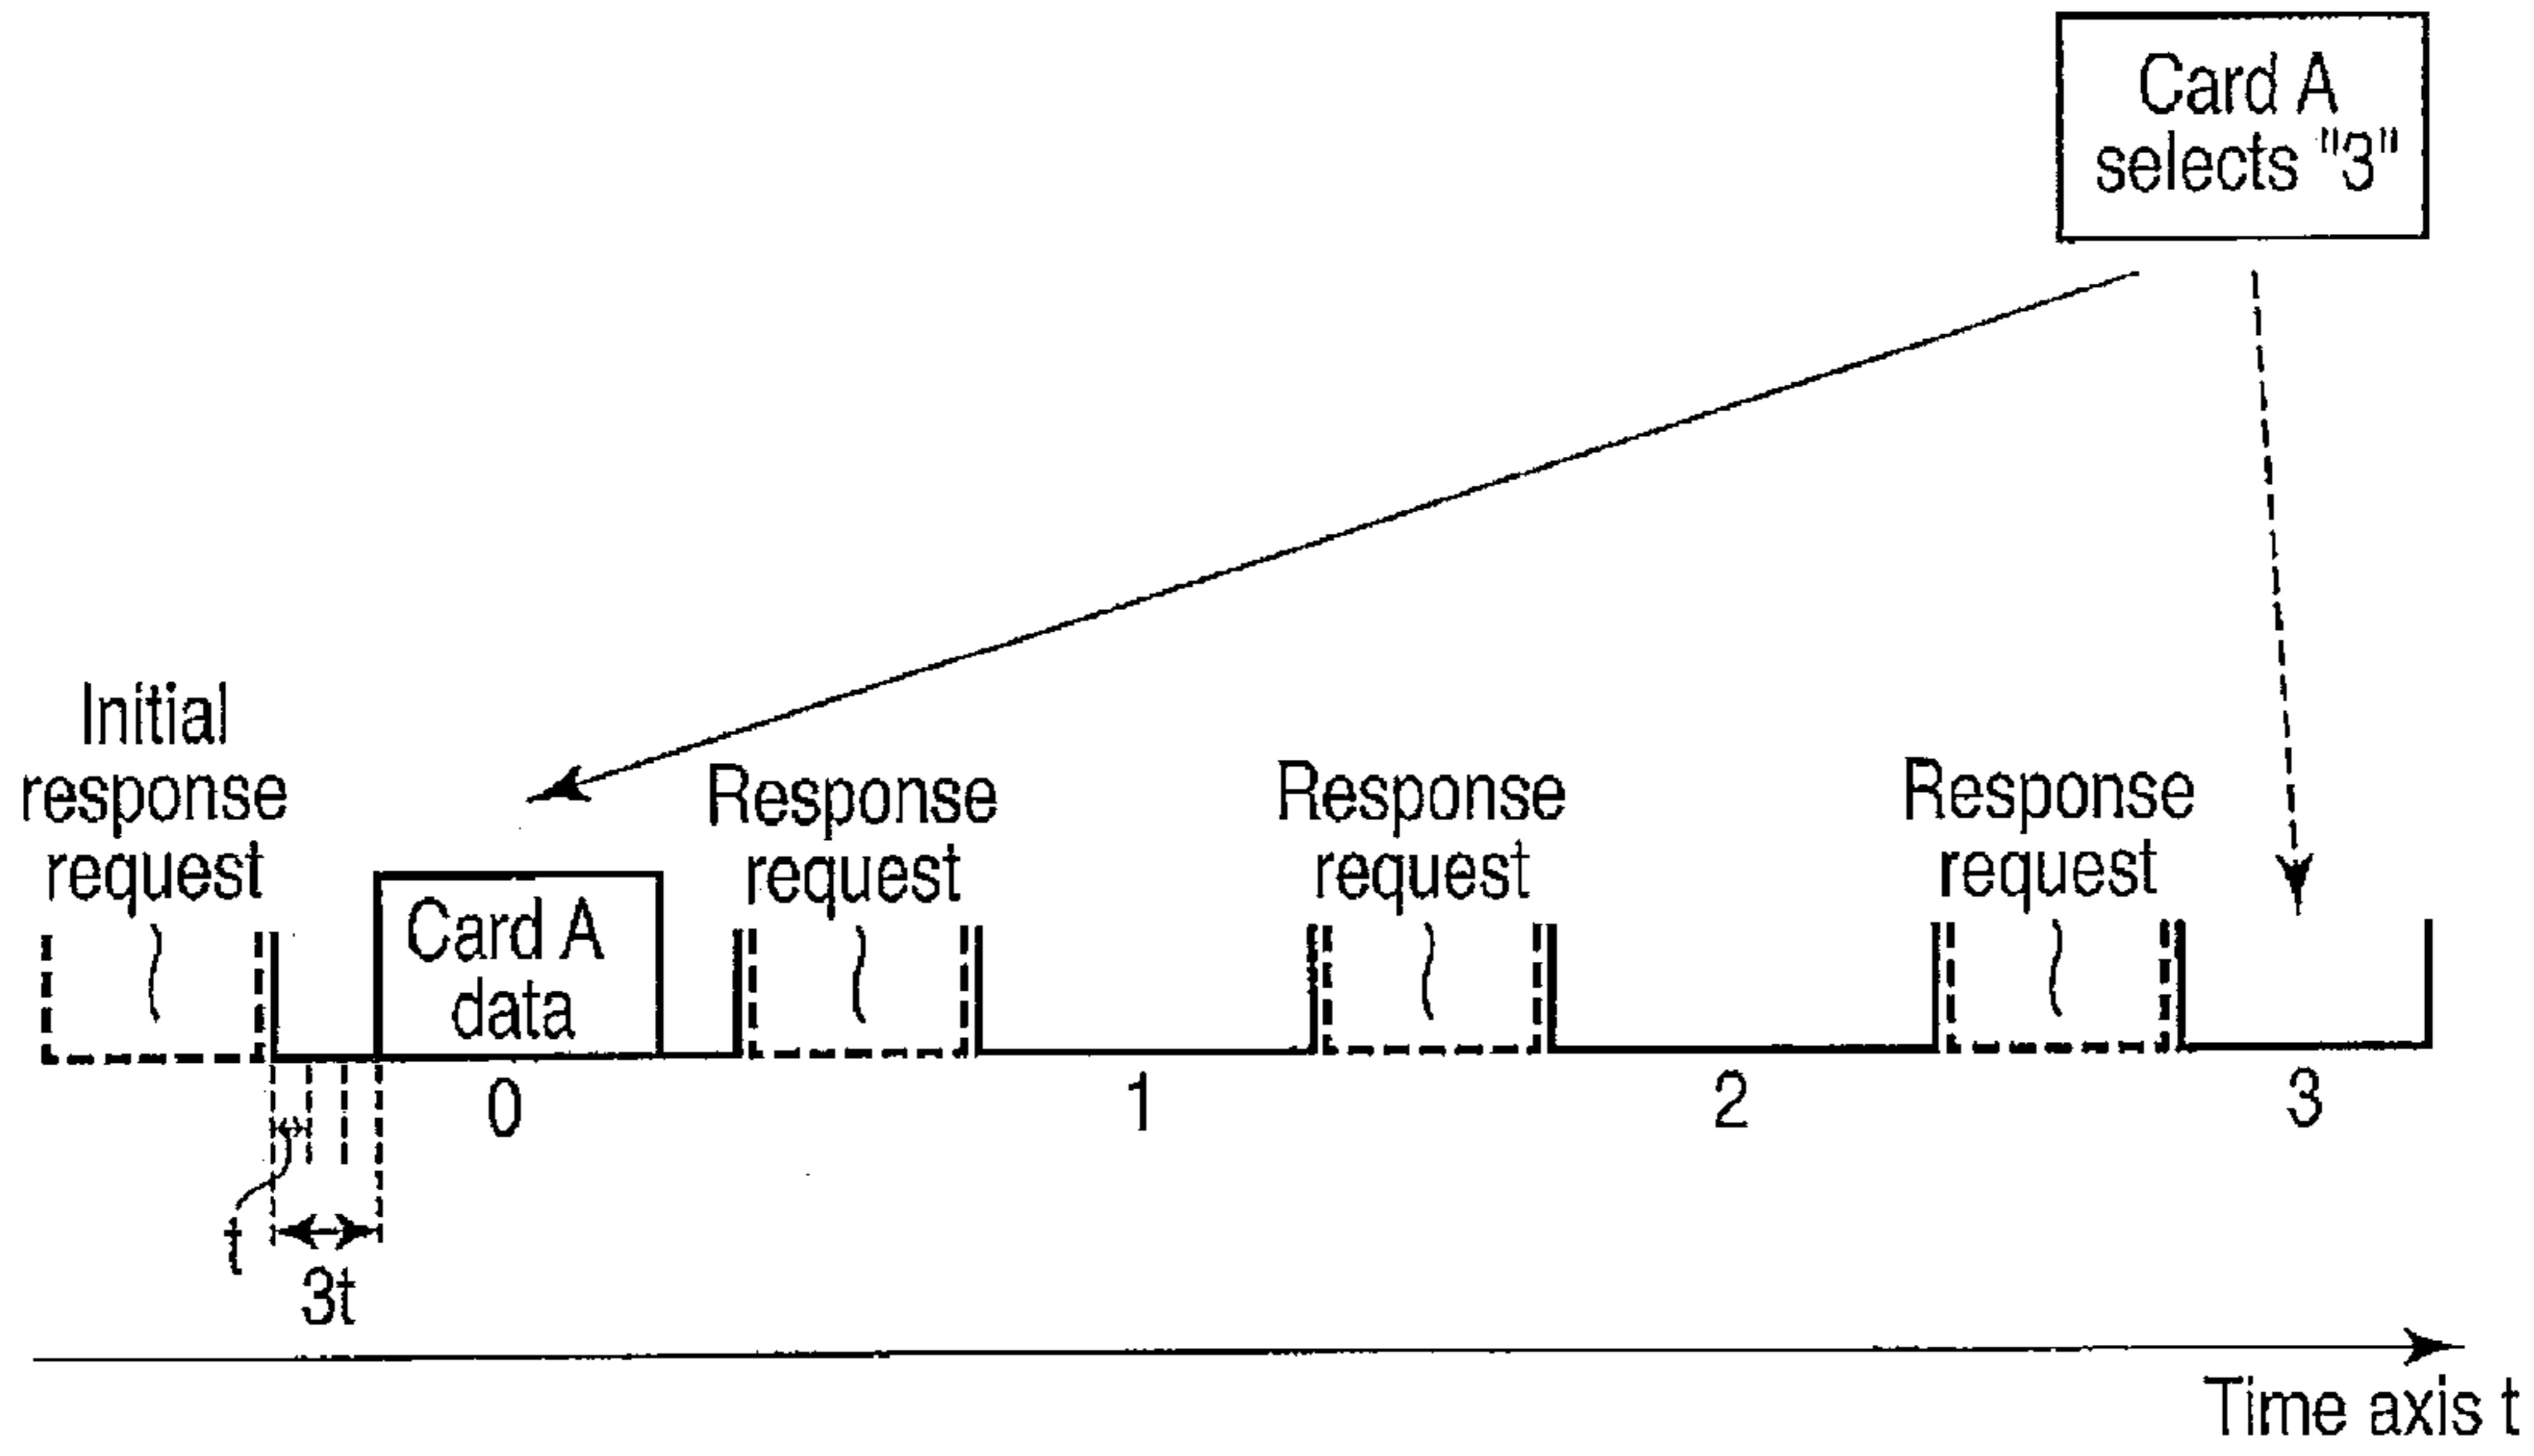 Card A
selects "3"
Initial
response
request
Response
request
Response
request
Response
request
Card A
data
0
1
2
3
t
3t
Time axis t